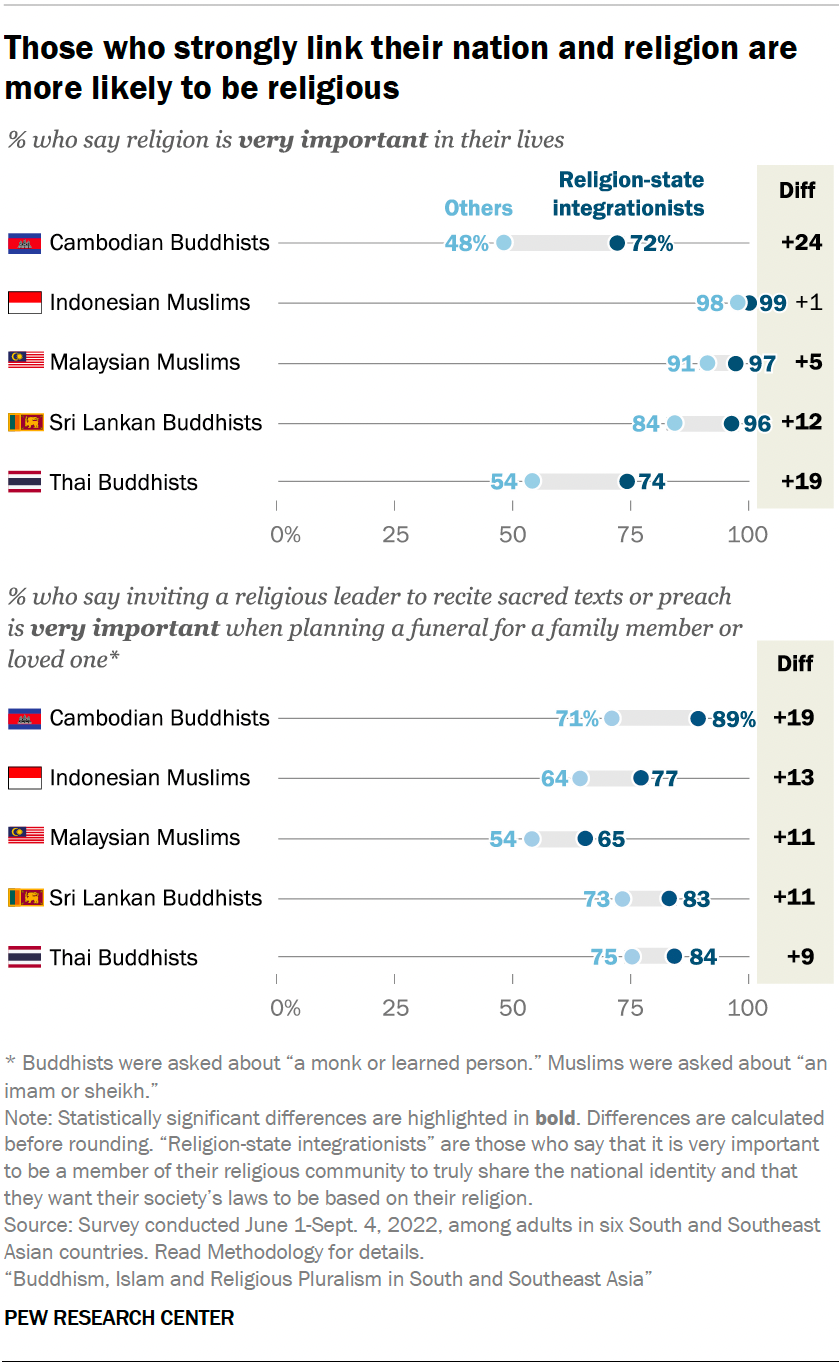 Those who strongly link their nation and religion are
more likely to be religious
% who say religion is very important in their lives
Others
Religion-state
integrationists
Diff
Cambodian Buddhists 48% 72% +24
Indonesian Muslims 98 99 +1
Malaysian Muslims 91 97 +5
Sri Lankan Buddhists 84 96 +12
Thai Buddhists 54 74 +19
0% 25 50 75 100
% who say inviting a religious leader to recite sacred texts or preach
is very important when planning a funeral for a family member or
loved one*
Diff
Cambodian Buddhists 71% 89% +19
Indonesian Muslims 64 77 +13
Malaysian Muslims 54 65 +11
Sri Lankan Buddhists 73 83 +11
Thai Buddhists 75 84 +9
0% 25 50 75 100
* Buddhists were asked about “a monk or learned person.” Muslims were asked about “an
imam or sheikh.”
Note: Statistically significant differences are highlighted in bold. Differences are calculated
before rounding. “Religion-state integrationists” are those who say that it is very important
to be a member of their religious community to truly share the national identity and that
they want their society’s laws to be based on their religion.
Source: Survey conducted June 1-Sept. 4, 2022, among adults in six South and Southeast
Asian countries. Read Methodology for details.
“Buddhism, Islam and Religious Pluralism in South and Southeast Asia”
PEW RESEARCH CENTER